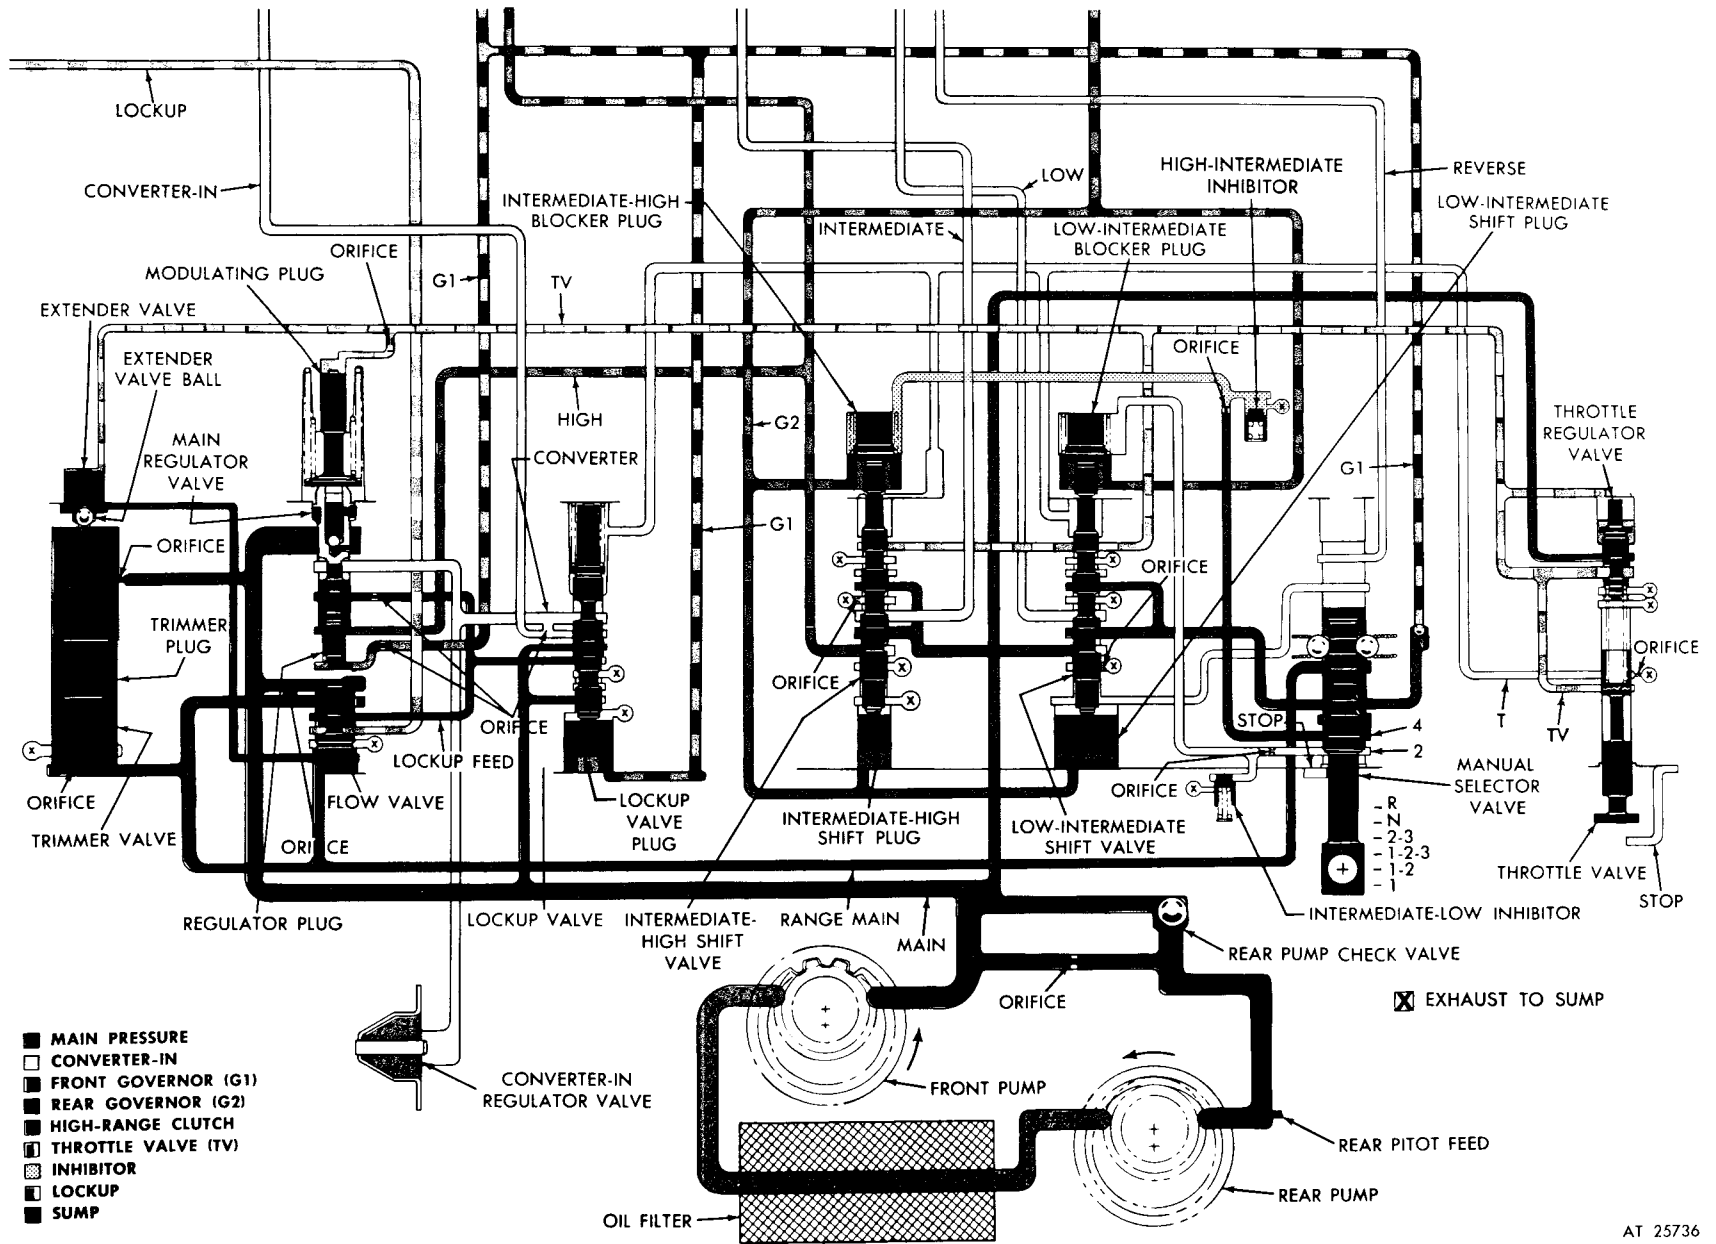 LOCKUP
CONVERTER-IN
ORIFICE
MODULATING PLUG
EXTENDER VALVE
EXTENDER
VALVE BALL
MAIN
REGULATOR
VALVE
ORIFICE
TRIMMER
PLUG
ORIFICE
TRIMMER VALVE
G1
TV
INTERMEDIATE-HIGH
BLOCKER PLUG
HIGH
CONVERTER
G2
G1
INTERMEDIATE
LOW
LOW-INTERMEDIATE
BLOCKER PLUG
HIGH-INTERMEDIATE
INHIBITOR
REVERSE
LOW-INTERMEDIATE
SHIFT PLUG
ORIFICE
THROTTLE
REGULATOR
VALVE
G1
ORIFICE
ORIFICE
ORIFICE
ORIFICE
LOCKUP FEED
FLOW VALVE
ORIFICE
LOCKUP
VALVE
PLUG
INTERMEDIATE-HIGH
SHIFT PLUG
LOW-INTERMEDIATE
SHIFT VALVE
STOP
ORIFICE
4
2
T
TV
MANUAL
SELECTOR
VALVE
R
N
2-3
1-2-3
1-2
1
THROTTLE VALVE
STOP
REGULATOR PLUG
LOCKUP VALVE
INTERMEDIATE-
HIGH SHIFT
VALVE
RANGE MAIN
MAIN
INTERMEDIATE-LOW INHIBITOR
REAR PUMP CHECK VALVE
ORIFICE
X EXHAUST TO SUMP
MAIN PRESSURE
CONVERTER-IN
FRONT GOVERNOR (G1)
REAR GOVERNOR (G2)
HIGH-RANGE CLUTCH
THROTTLE VALVE (TV)
INHIBITOR
LOCKUP
SUMP
CONVERTER-IN
REGULATOR VALVE
FRONT PUMP
REAR PITOT FEED
REAR PUMP
OIL FILTER
AT 25736